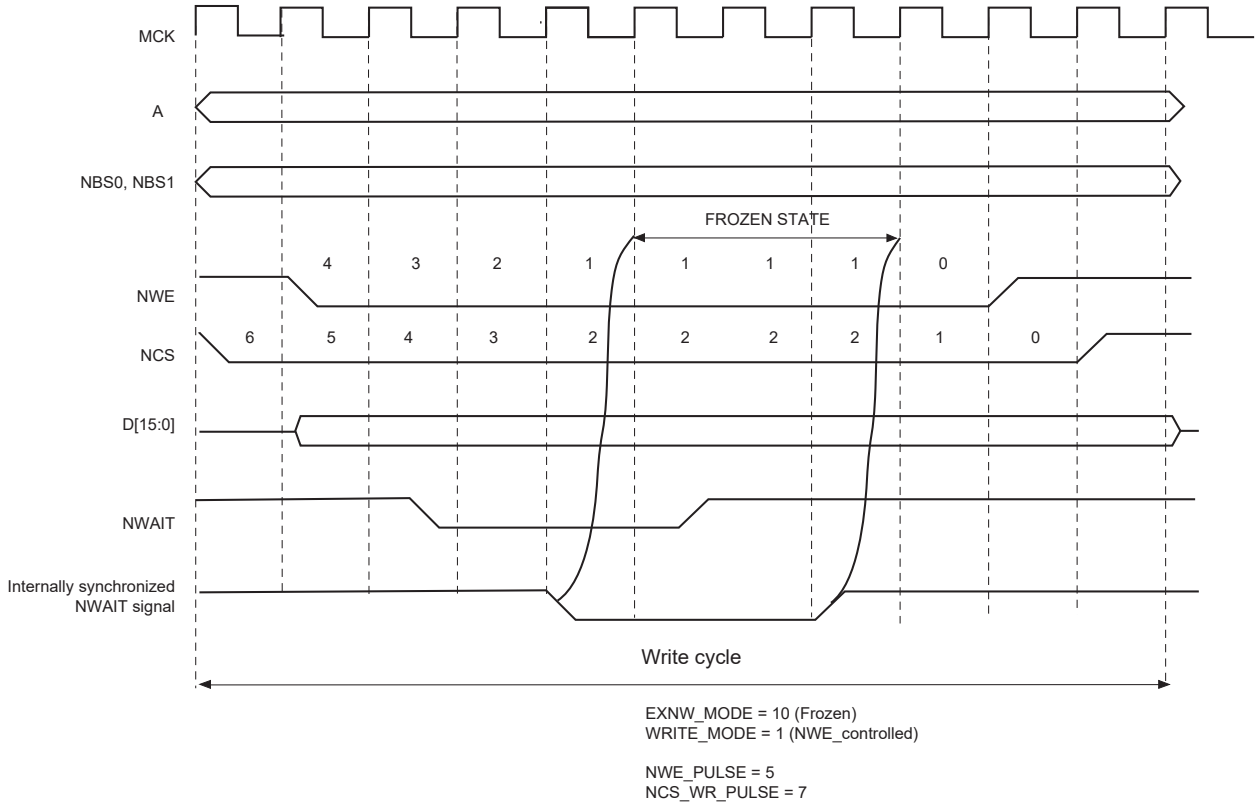 MCK
A
NBS0, NBS1
FROZEN STATE
4 3 2 1 1 1 1 0
NWE
6 5 4 3 2 2 2 2 1 0
NCS
D[15:0]
NWAIT
Internally synchronized
NWAIT signal
Write cycle
EXNW_MODE = 10 (Frozen)
WRITE_MODE = 1 (NWE_controlled)
NWE_PULSE = 5
NCS_WR_PULSE = 7